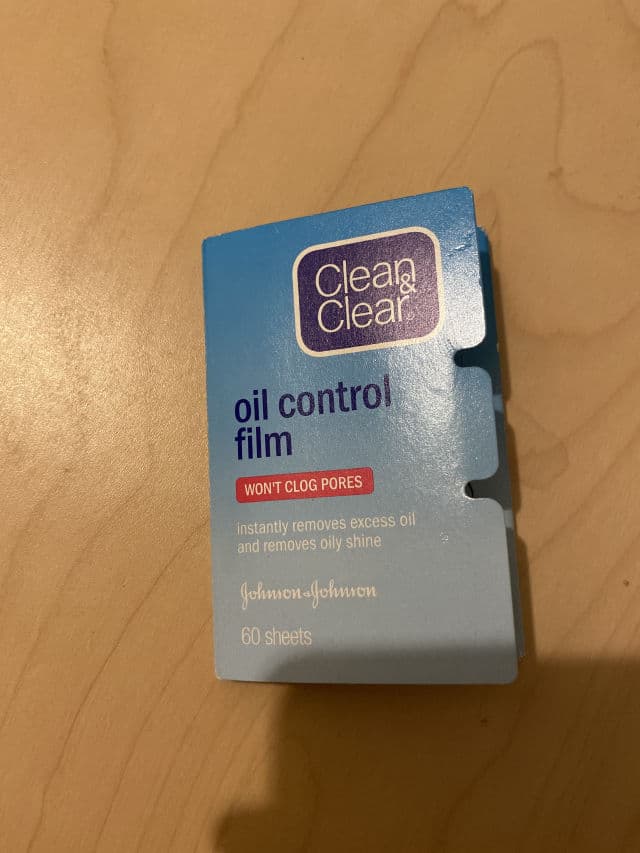 Clean
&
Clear
oil control
film
WON'T CLOG PORES
instantly removes excess oil
and removes oily shine
Johnson & Johnson
60 sheets